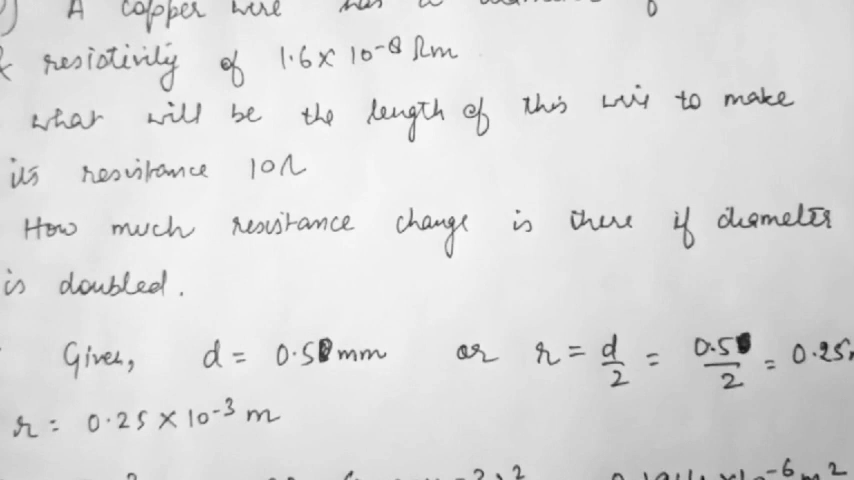 A copper wire has a
resistivity of 1.6 × 10⁻⁸ Ωm
what will be the length of this wire to make
its resistance 10Ω
How much resistance change is there if diameter
is doubled.
Given, d = 0.5 mm or r = d/2 = 0.5/2 = 0.25
r = 0.25 × 10⁻³ m